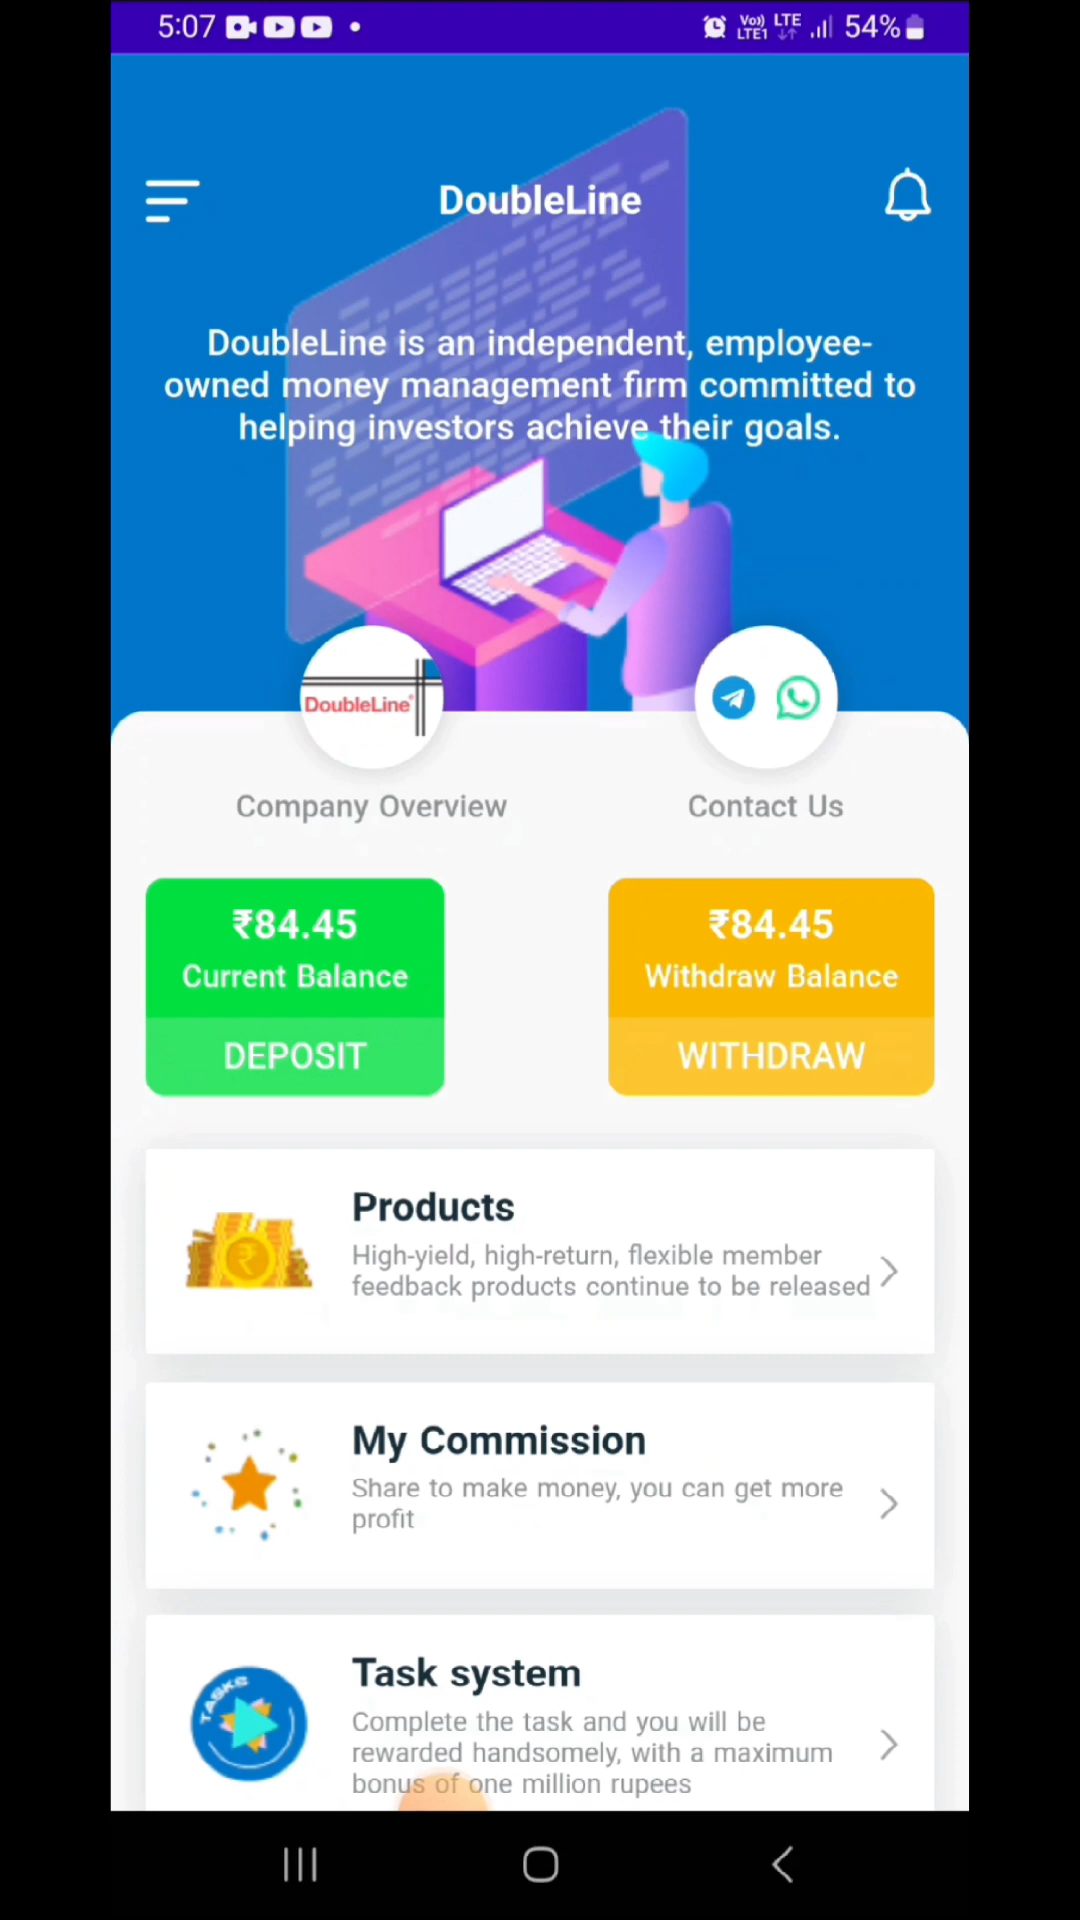 5:07
Vo)) LTE
LTE1
54%
DoubleLine
DoubleLine is an independent, employee-
owned money management firm committed to
helping investors achieve their goals.
DoubleLine®
Company Overview
Contact Us
₹84.45
Current Balance
DEPOSIT
₹84.45
Withdraw Balance
WITHDRAW
Products
High-yield, high-return, flexible member
feedback products continue to be released
My Commission
Share to make money, you can get more
profit
TASKS
Task system
Complete the task and you will be
rewarded handsomely, with a maximum
bonus of one million rupees